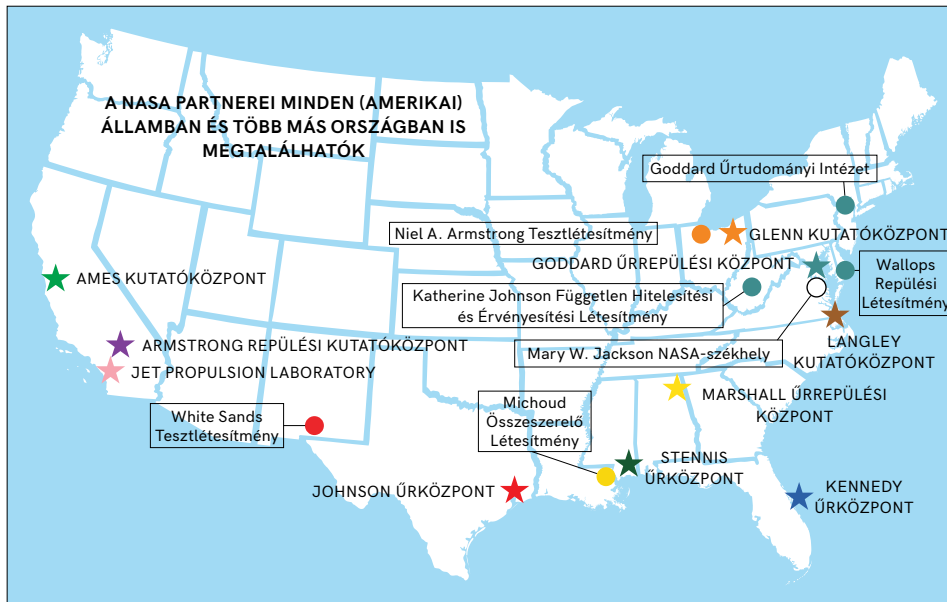 A NASA PARTNEREI MINDEN (AMERIKAI)
ÁLLAMBAN ÉS TÖBB MÁS ORSZÁGBAN IS
MEGTALÁLHATÓK
Goddard Űrtudományi Intézet
Niel A. Armstrong Tesztlétesítmény
GLENN KUTATÓKÖZPONT
GODDARD ŰRREPÜLÉSI KÖZPONT
Wallops
Repülési
Létesítmény
AMES KUTATÓKÖZPONT
Katherine Johnson Független Hitelesítési
és Érvényesítési Létesítmény
LANGLEY
KUTATÓKÖZPONT
ARMSTRONG REPÜLÉSI KUTATÓKÖZPONT
Mary W. Jackson NASA-székhely
JET PROPULSION LABORATORY
MARSHALL ŰRREPÜLÉSI
KÖZPONT
White Sands
Tesztlétesítmény
Michoud
Összeszerelő
Létesítmény
STENNIS
ŰRKÖZPONT
JOHNSON ŰRKÖZPONT
KENNEDY
ŰRKÖZPONT